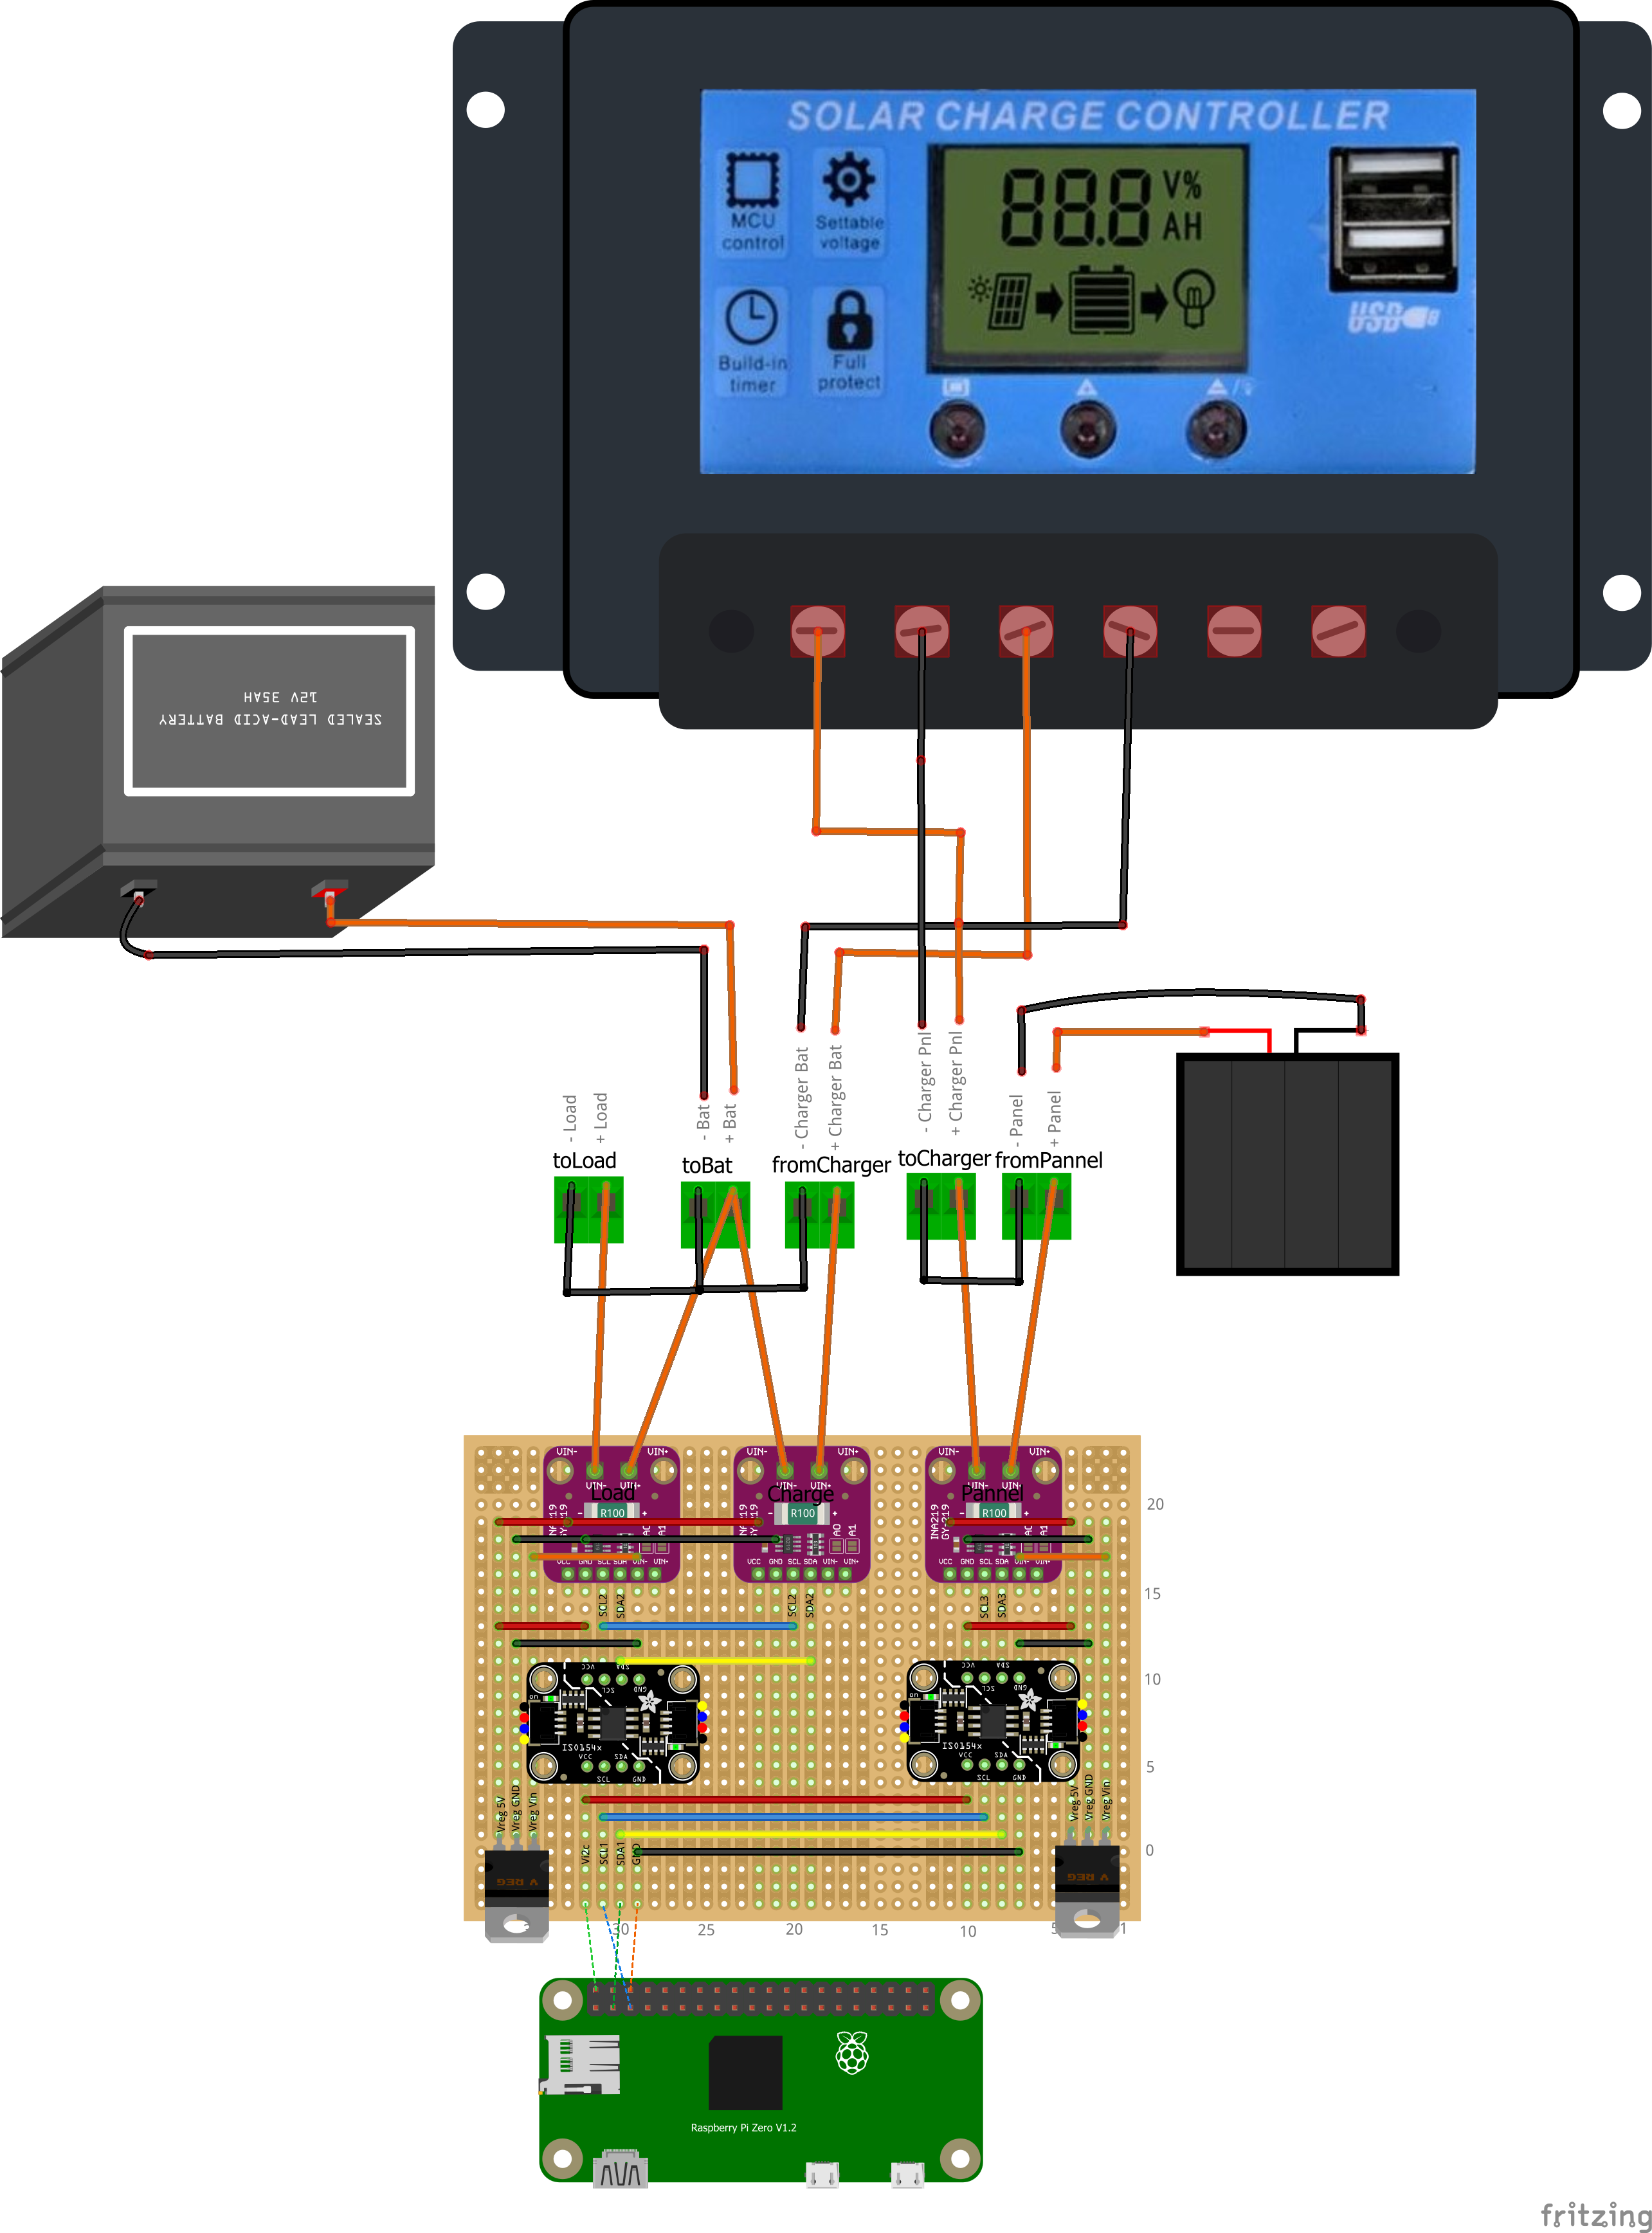 SOLAR CHARGE CONTROLLER
MCU
control
Settable
voltage
88.8
V%
AH
Build-in
timer
Full
protect
USB
SEALED LEAD-ACID BATTERY
12V 35AH
- Load
+ Load
- Bat
+ Bat
- Charger Bat
+ Charger Bat
- Charger Pnl
+ Charger Pnl
- Panel
+ Panel
toLoad
toBat
fromCharger
toCharger
fromPannel
VIN-
VIN+
VIN-
VIN+
VIN-
VIN+
VIN-
VIN+
VIN-
VIN+
VIN-
VIN+
Load
Charge
Pannel
- R100 +
- R100 +
- R100 +
INA219
GY-219
A0
A1
VCC GND SCL SDA VIN- VIN+
VCC GND SCL SDA VIN- VIN+
VCC GND SCL SDA VIN- VIN+
20
15
SCL2
SDA2
SCL2
SDA2
SCL3
SDA3
10
VCC
SDA
SCL
GND
VCC
SDA
SCL
GND
on
on
ISO154x
ISO154x
VCC
SDA
SCL
GND
VCC
SDA
SCL
GND
5
Vreg 5V
Vreg GND
Vreg Vin
Vreg 5V
Vreg GND
Vreg Vin
Vi2c
SCL1
SDA1
GND
0
V REG
V REG
30
25
20
15
10
5
1
Raspberry Pi Zero V1.2
fritzing